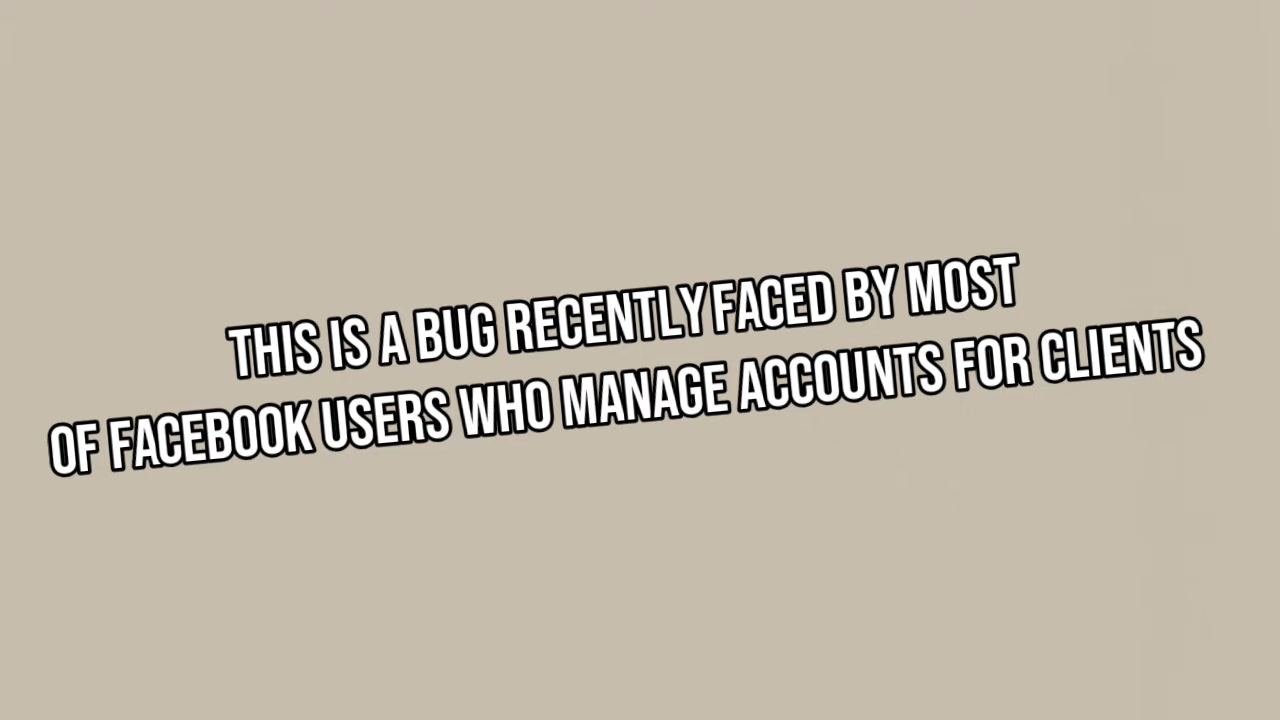 THIS IS A BUG RECENTLY FACED BY MOST
OF FACEBOOK USERS WHO MANAGE ACCOUNTS FOR CLIENTS